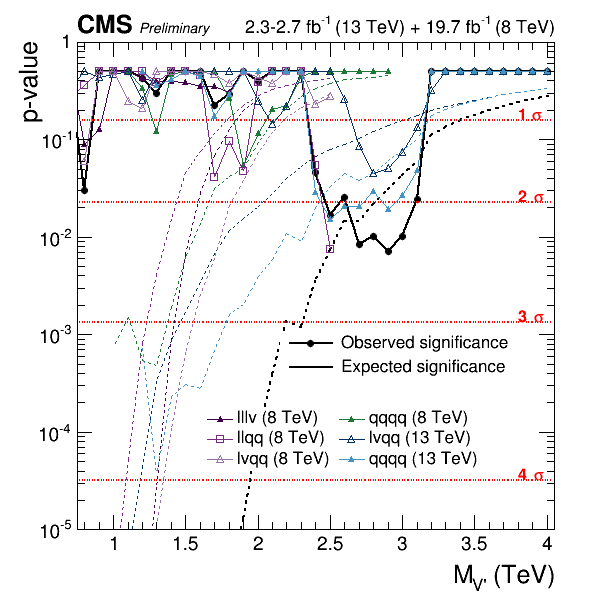 CMS Preliminary 2.3-2.7 fb⁻¹ (13 TeV) + 19.7 fb⁻¹ (8 TeV)
p-value
1
10⁻¹
10⁻²
10⁻³
10⁻⁴
10⁻⁵
1 σ
2 σ
3 σ
4 σ
Observed significance
Expected significance
lllν (8 TeV)
qqqq (8 TeV)
llqq (8 TeV)
lνqq (13 TeV)
lνqq (8 TeV)
qqqq (13 TeV)
1 1.5 2 2.5 3 3.5 4
M_V' (TeV)